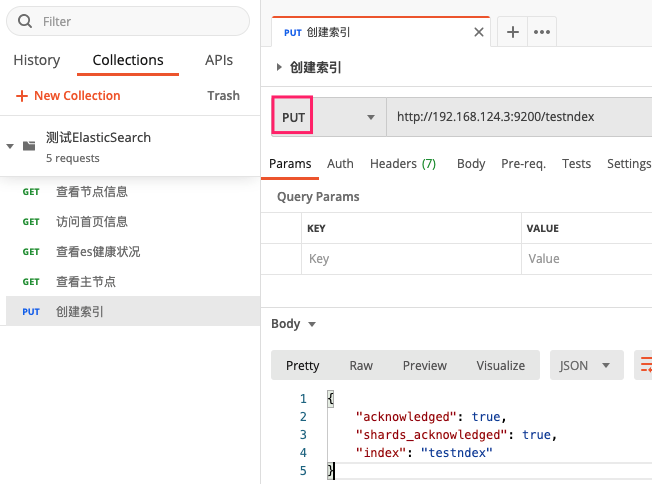 Filter
History Collections APIs
+ New Collection Trash
测试ElasticSearch
5 requests
GET 查看节点信息
GET 访问首页信息
GET 查看es健康状况
GET 查看主节点
PUT 创建索引
PUT 创建索引
创建索引
PUT http://192.168.124.3:9200/testndex
Params Auth Headers (7) Body Pre-req. Tests Settings
Query Params
KEY VALUE
Key Value
Body
Pretty Raw Preview Visualize JSON
1 {
2 "acknowledged": true,
3 "shards_acknowledged": true,
4 "index": "testndex"
5 }